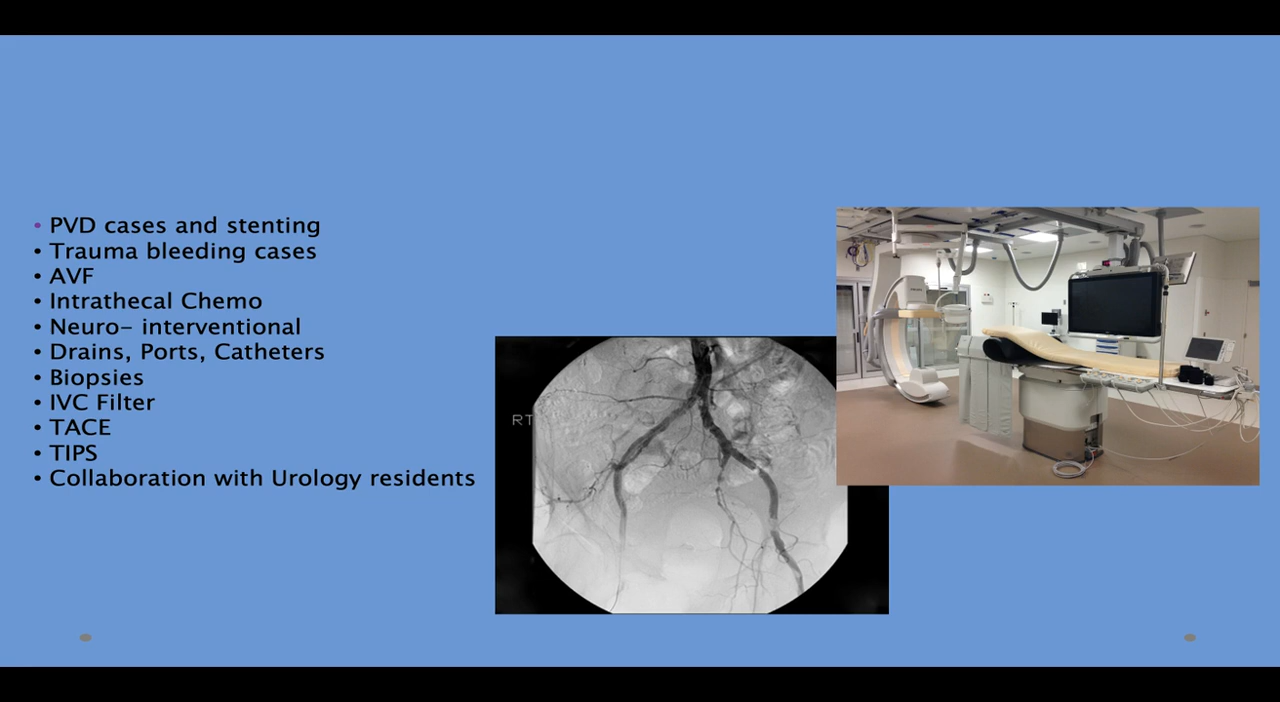 • PVD cases and stenting
• Trauma bleeding cases
• AVF
• Intrathecal Chemo
• Neuro- interventional
• Drains, Ports, Catheters
• Biopsies
• IVC Filter
• TACE
• TIPS
• Collaboration with Urology residents
RT
PHILIPS